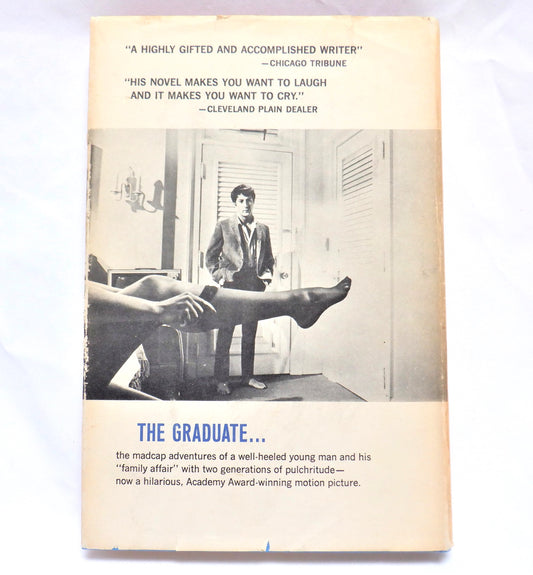 "A HIGHLY GIFTED AND ACCOMPLISHED WRITER"
—CHICAGO TRIBUNE
"HIS NOVEL MAKES YOU WANT TO LAUGH
AND IT MAKES YOU WANT TO CRY."
—CLEVELAND PLAIN DEALER
THE GRADUATE...
the madcap adventures of a well-heeled young man and his
"family affair" with two generations of pulchritude—
now a hilarious, Academy Award-winning motion picture.